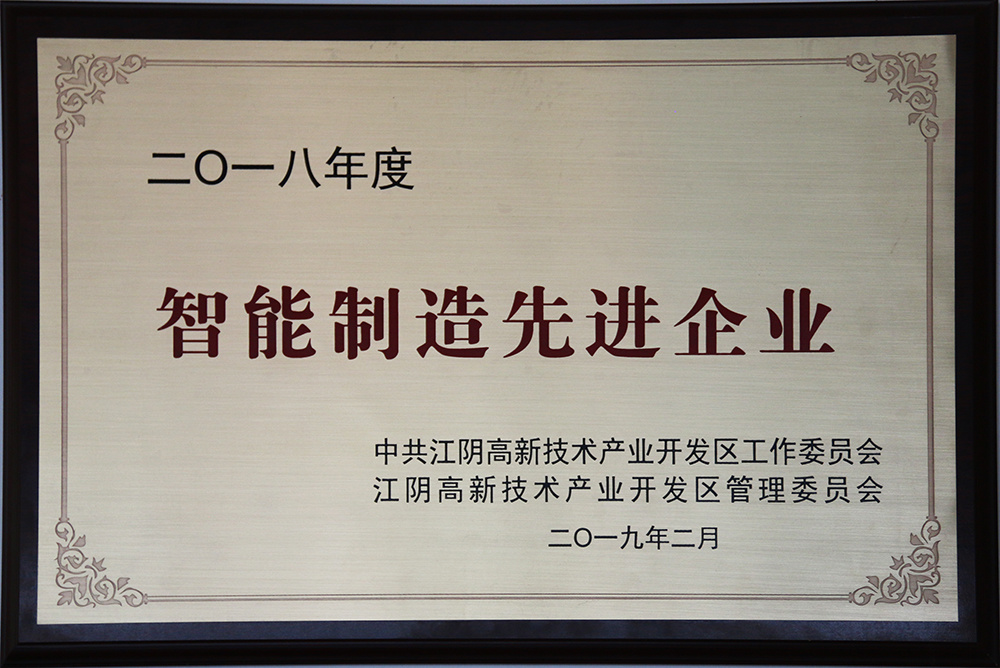 二〇一八年度
智能制造先进企业
中共江阴高新技术产业开发区工作委员会
江阴高新技术产业开发区管理委员会
二〇一九年二月